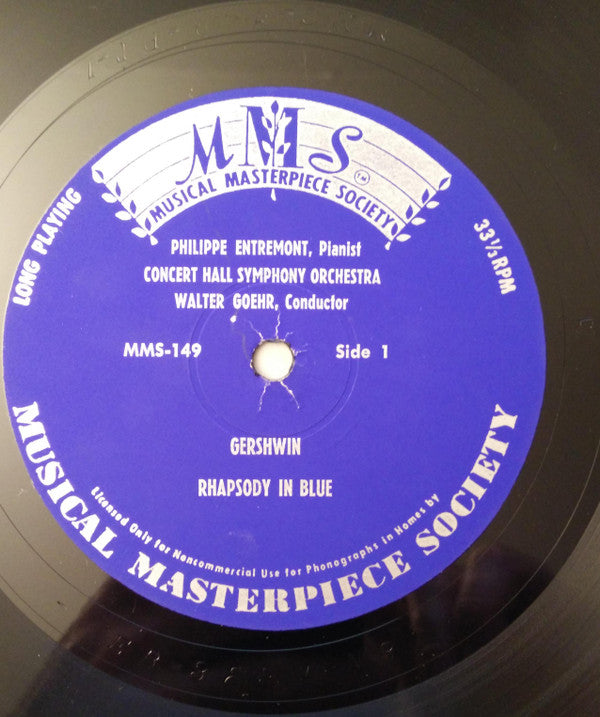 MMS
TM
MUSICAL MASTERPIECE SOCIETY
LONG PLAYING
33⅓ RPM
PHILIPPE ENTREMONT, Pianist
CONCERT HALL SYMPHONY ORCHESTRA
WALTER GOEHR, Conductor
MMS-149
Side 1
GERSHWIN
RHAPSODY IN BLUE
Licensed Only for Noncommercial Use for Phonographs in Homes by
MUSICAL MASTERPIECE SOCIETY